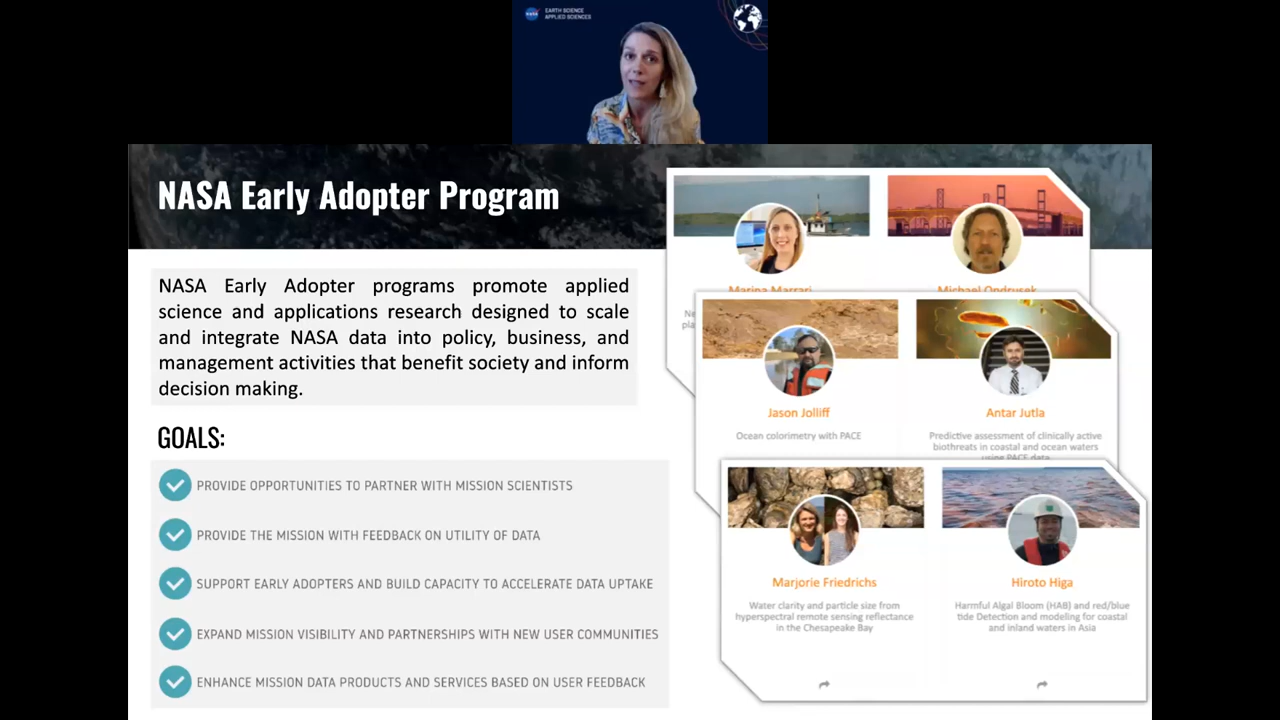 NASA
EARTH SCIENCE
APPLIED SCIENCES
NASA Early Adopter Program
NASA Early Adopter programs promote applied
science and applications research designed to scale
and integrate NASA data into policy, business, and
management activities that benefit society and inform
decision making.
GOALS:
PROVIDE OPPORTUNITIES TO PARTNER WITH MISSION SCIENTISTS
PROVIDE THE MISSION WITH FEEDBACK ON UTILITY OF DATA
SUPPORT EARLY ADOPTERS AND BUILD CAPACITY TO ACCELERATE DATA UPTAKE
EXPAND MISSION VISIBILITY AND PARTNERSHIPS WITH NEW USER COMMUNITIES
ENHANCE MISSION DATA PRODUCTS AND SERVICES BASED ON USER FEEDBACK
Marina Marrari
Michael Ondrusek
Jason Jolliff
Ocean colorimetry with PACE
Antar Jutla
Predictive assessment of clinically active
biothreats in coastal and ocean waters
using PACE data
Marjorie Friedrichs
Water clarity and particle size from
hyperspectral remote sensing reflectance
in the Chesapeake Bay
Hiroto Higa
Harmful Algal Bloom (HAB) and red/blue
tide Detection and modeling for coastal
and inland waters in Asia